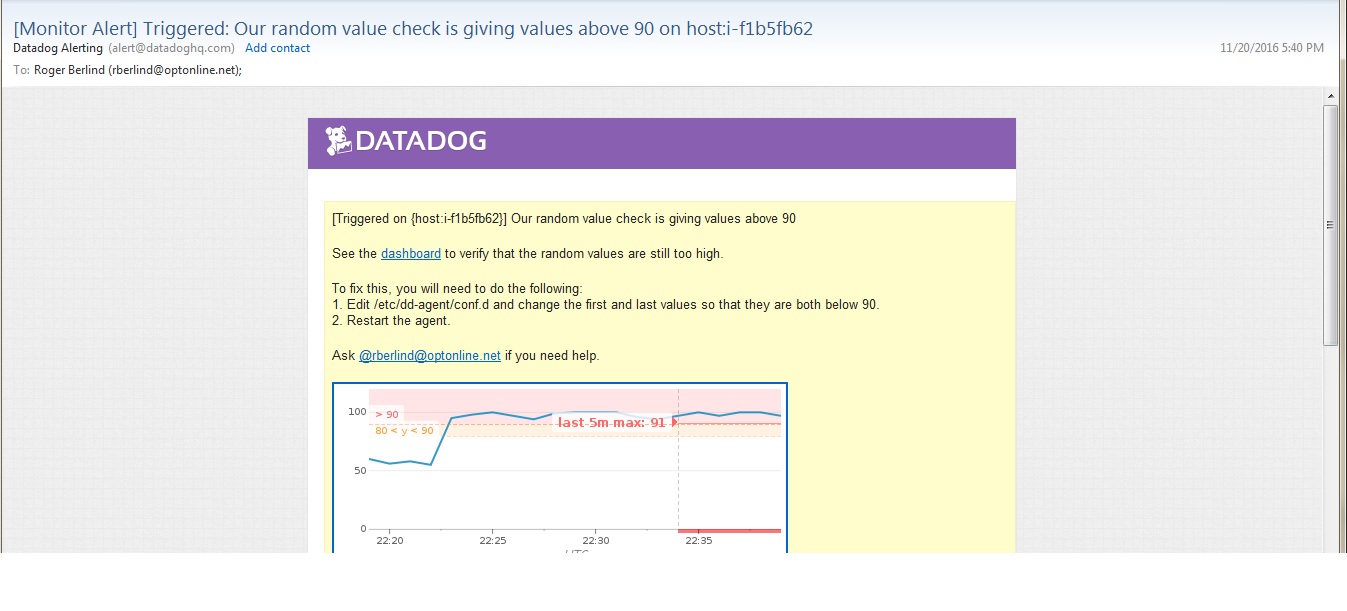 [Monitor Alert] Triggered: Our random value check is giving values above 90 on host:i-f1b5fb62
Datadog Alerting (alert@datadoghq.com) Add contact
11/20/2016 5:40 PM
To: Roger Berlind (rberlind@optonline.net);
DATADOG
[Triggered on {host:i-f1b5fb62}] Our random value check is giving values above 90
See the dashboard to verify that the random values are still too high.
To fix this, you will need to do the following:
1. Edit /etc/dd-agent/conf.d and change the first and last values so that they are both below 90.
2. Restart the agent.
Ask @rberlind@optonline.net if you need help.
100
> 90
last 5m max: 91
80 < y < 90
50
0
22:20 22:25 22:30 22:35
UTC